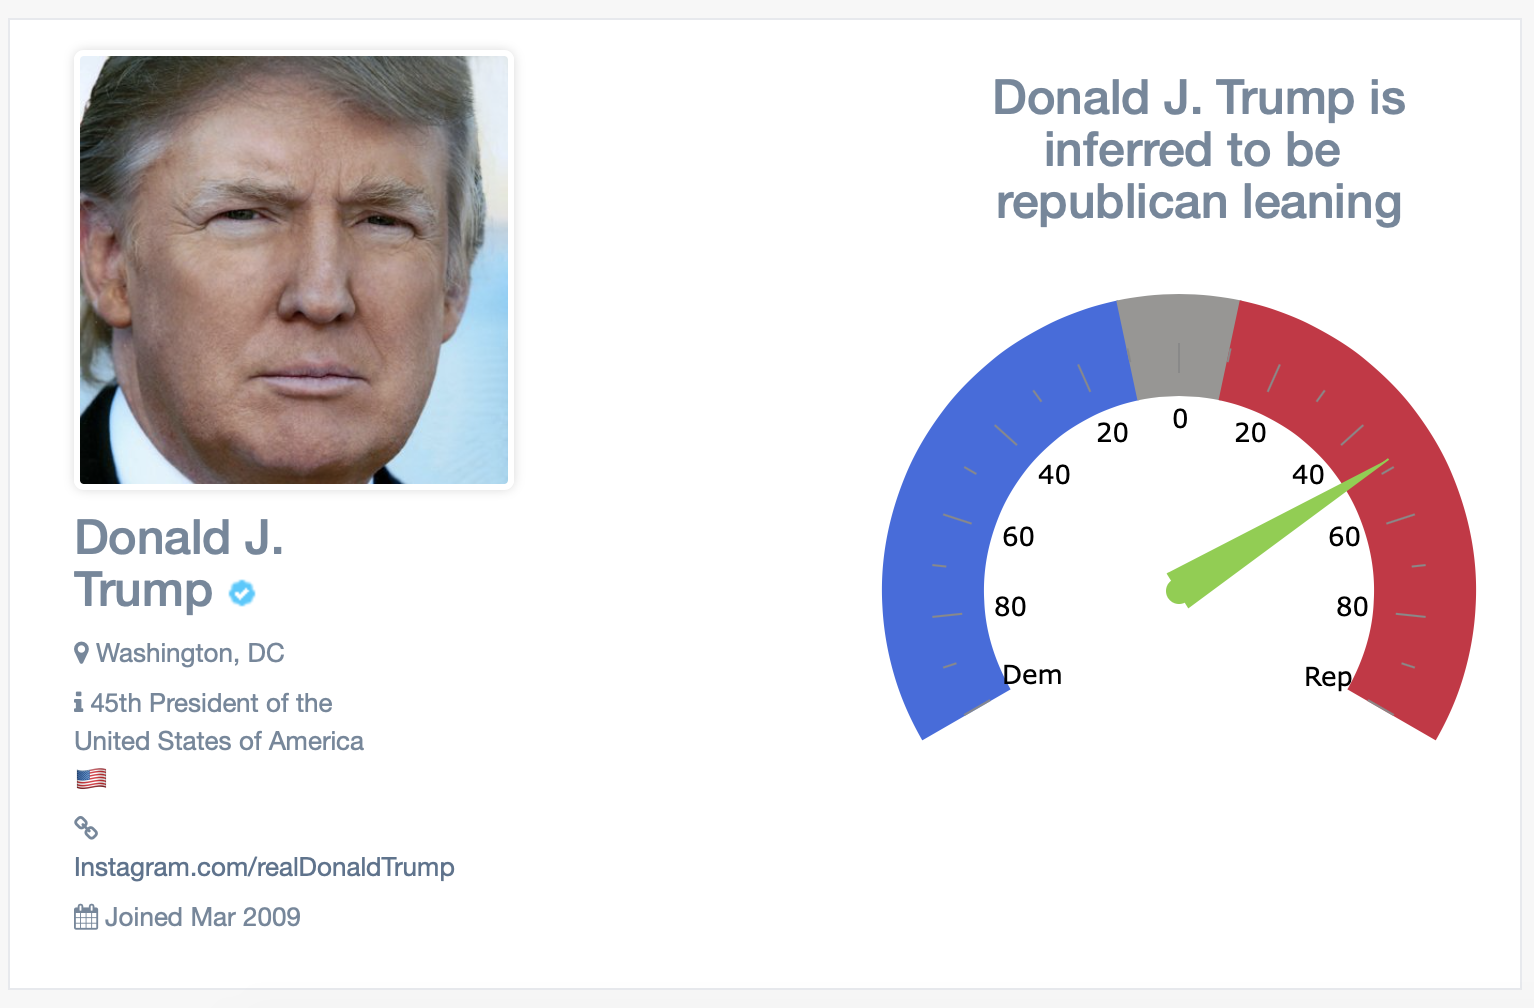 Donald J.
Trump
Washington, DC
45th President of the
United States of America
Instagram.com/realDonaldTrump
Joined Mar 2009
Donald J. Trump is
inferred to be
republican leaning
0
20
20
40
40
60
60
80
80
Dem
Rep